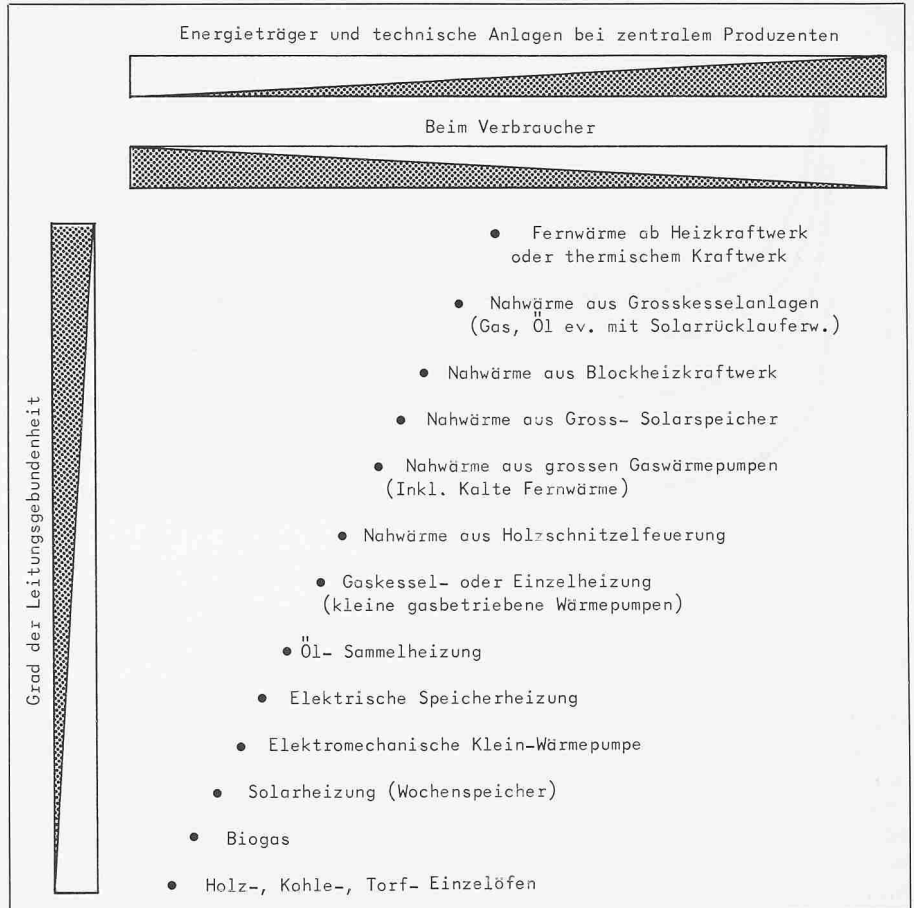 Energieträger und technische Anlagen bei zentralem Produzenten
Beim Verbraucher
Grad der Leitungsgebundenheit
Fernwärme ab Heizkraftwerk
oder thermischem Kraftwerk
Nahwärme aus Grosskesselanlagen
(Gas, Öl ev. mit Solarrücklauferw.)
Nahwärme aus Blockheizkraftwerk
Nahwärme aus Gross- Solarspeicher
Nahwärme aus grossen Gaswärmepumpen
(Inkl. Kalte Fernwärme)
Nahwärme aus Holzschnitzelfeuerung
Gaskessel- oder Einzelheizung
(kleine gasbetriebene Wärmepumpen)
Öl- Sammelheizung
Elektrische Speicherheizung
Elektromechanische Klein-Wärmepumpe
Solarheizung (Wochenspeicher)
Biogas
Holz-, Kohle-, Torf- Einzelöfen